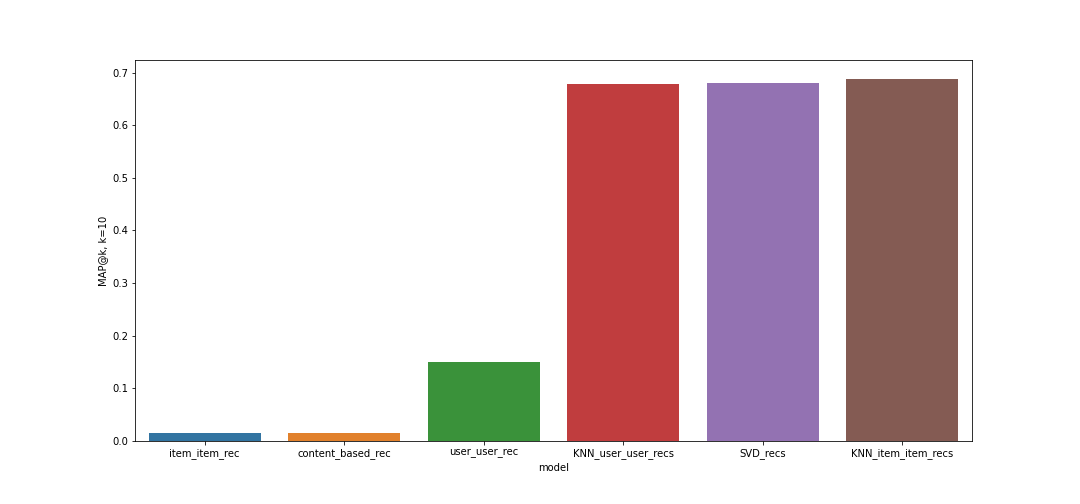 0.7
0.6
0.5
0.4
0.3
0.2
0.1
0.0
MAP@k, k=10
item_item_rec
content_based_rec
user_user_rec
KNN_user_user_recs
SVD_recs
KNN_item_item_recs
model